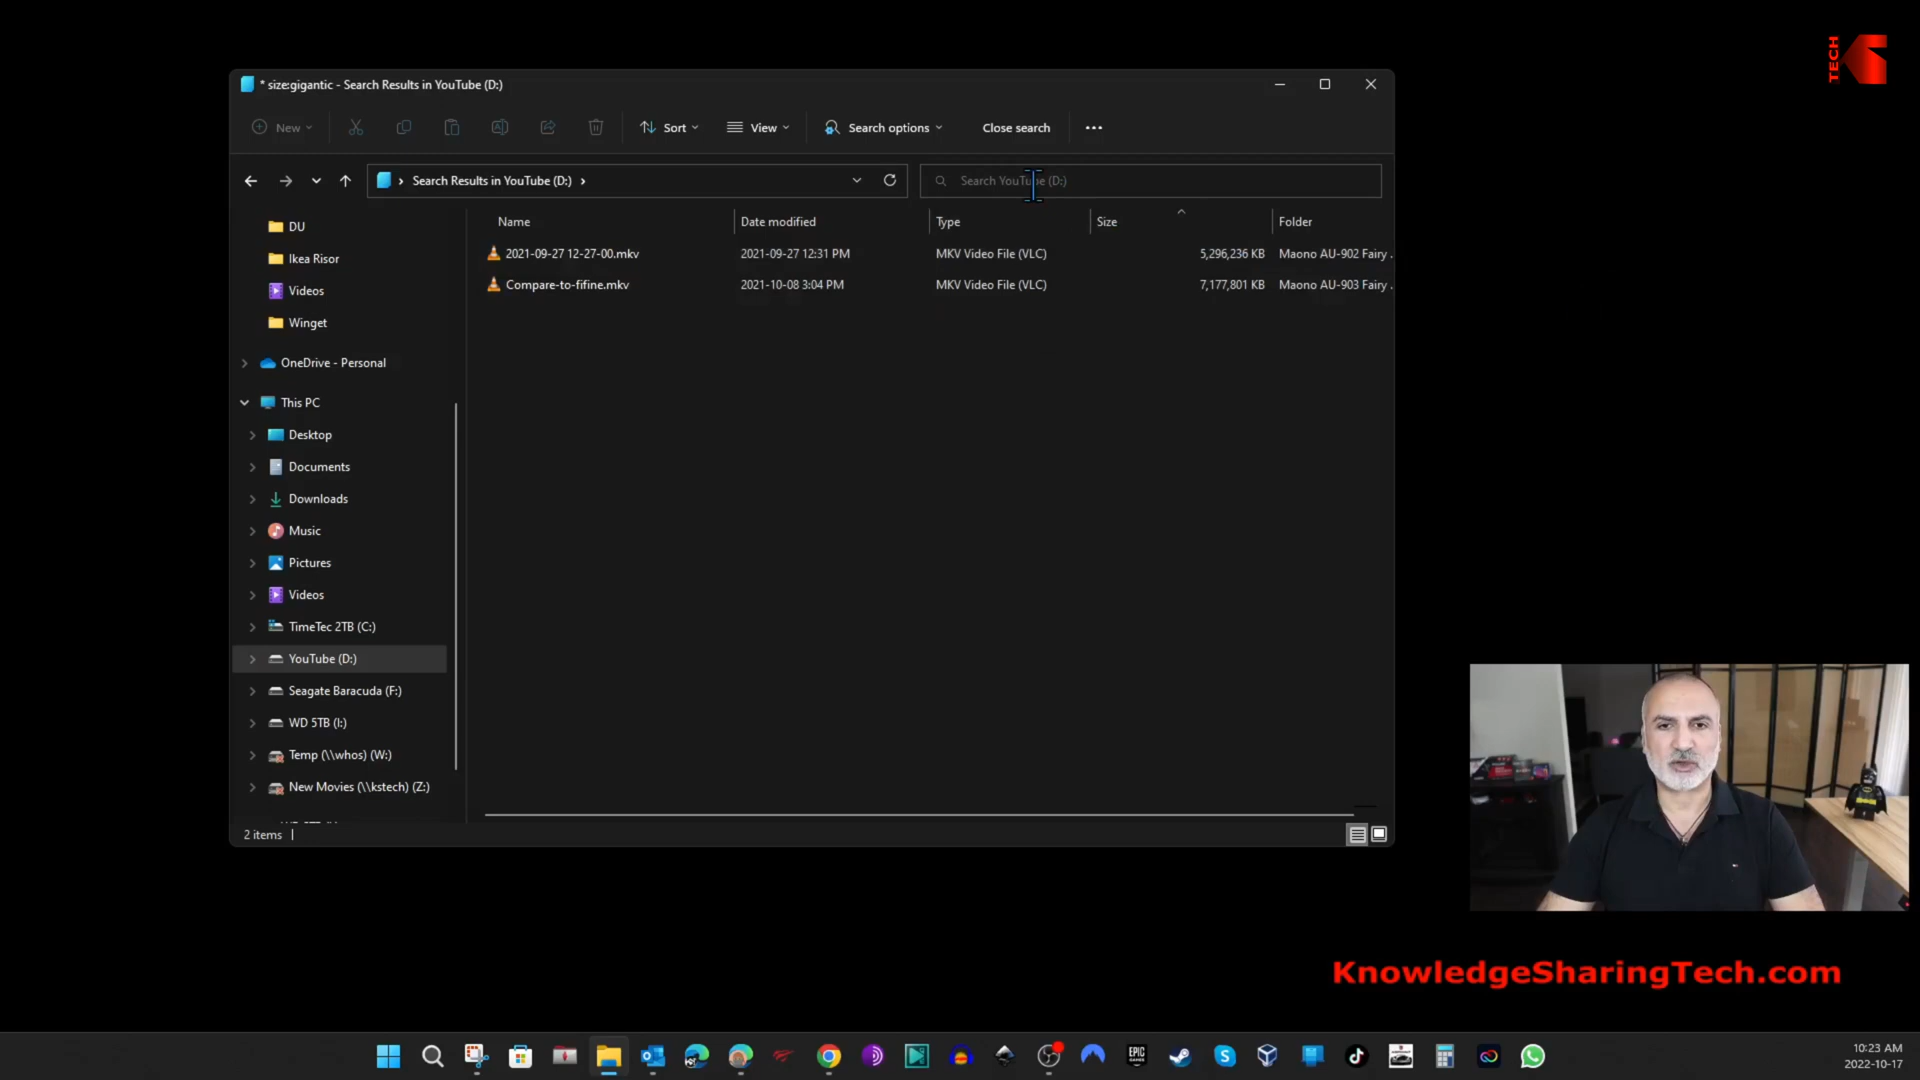 TECH
* size:gigantic - Search Results in YouTube (D:)
New
Sort
View
Search options
Close search
Search Results in YouTube (D:)
Search YouTube (D:)
Name Date modified Type Size Folder
2021-09-27 12-27-00.mkv 2021-09-27 12:31 PM MKV Video File (VLC) 5,296,236 KB Maono AU-902 Fairy .
Compare-to-fifine.mkv 2021-10-08 3:04 PM MKV Video File (VLC) 7,177,801 KB Maono AU-903 Fairy .
DU
Ikea Risor
Videos
Winget
OneDrive - Personal
This PC
Desktop
Documents
Downloads
Music
Pictures
Videos
TimeTec 2TB (C:)
YouTube (D:)
Seagate Baracuda (F:)
WD 5TB (I:)
Temp (\\whos) (W:)
New Movies (\\kstech) (Z:)
2 items
KnowledgeSharingTech.com
EPIC
10:23 AM
2022-10-17